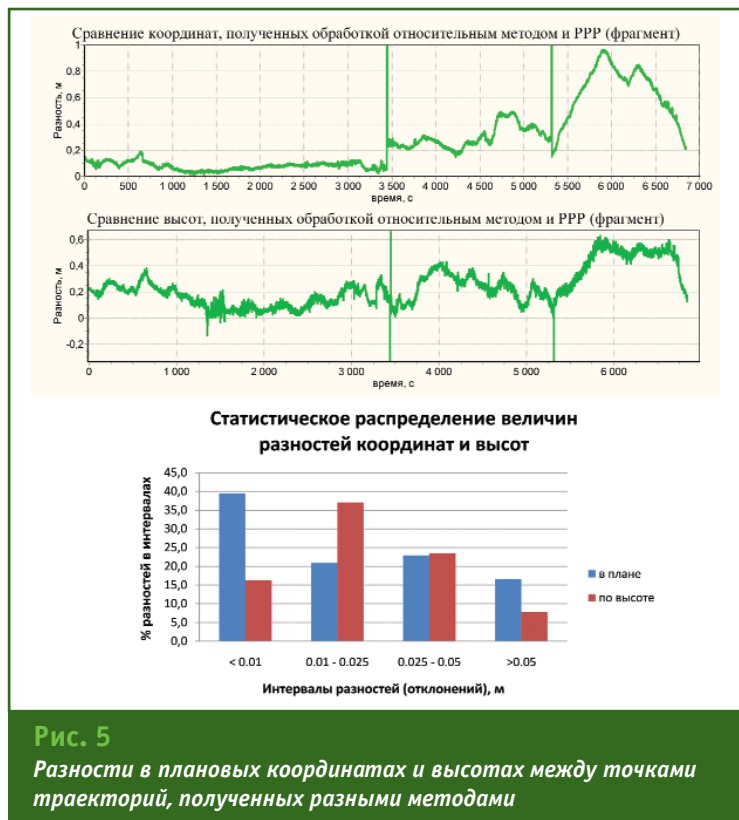 Сравнение координат, полученных обработкой относительным методом и PPP (фрагмент)
Разность, м
1
0,8
0,6
0,4
0,2
0
0 500 1 000 1 500 2 000 2 500 3 000 3 500 4 000 4 500 5 000 5 500 6 000 6 500 7 000
время, с
Сравнение высот, полученных обработкой относительным методом и PPP (фрагмент)
Разность, м
0,6
0,4
0,2
0
-0,2
0 1 000 2 000 3 000 4 000 5 000 6 000
время, с
Статистическое распределение величин
разностей координат и высот
% разностей в интервалах
45,0
40,0
35,0
30,0
25,0
20,0
15,0
10,0
5,0
0,0
< 0.01 0.01 - 0.025 0.025 - 0.05 >0.05
Интервалы разностей (отклонений), м
в плане
по высоте
Рис. 5
Разности в плановых координатах и высотах между точками
траекторий, полученных разными методами